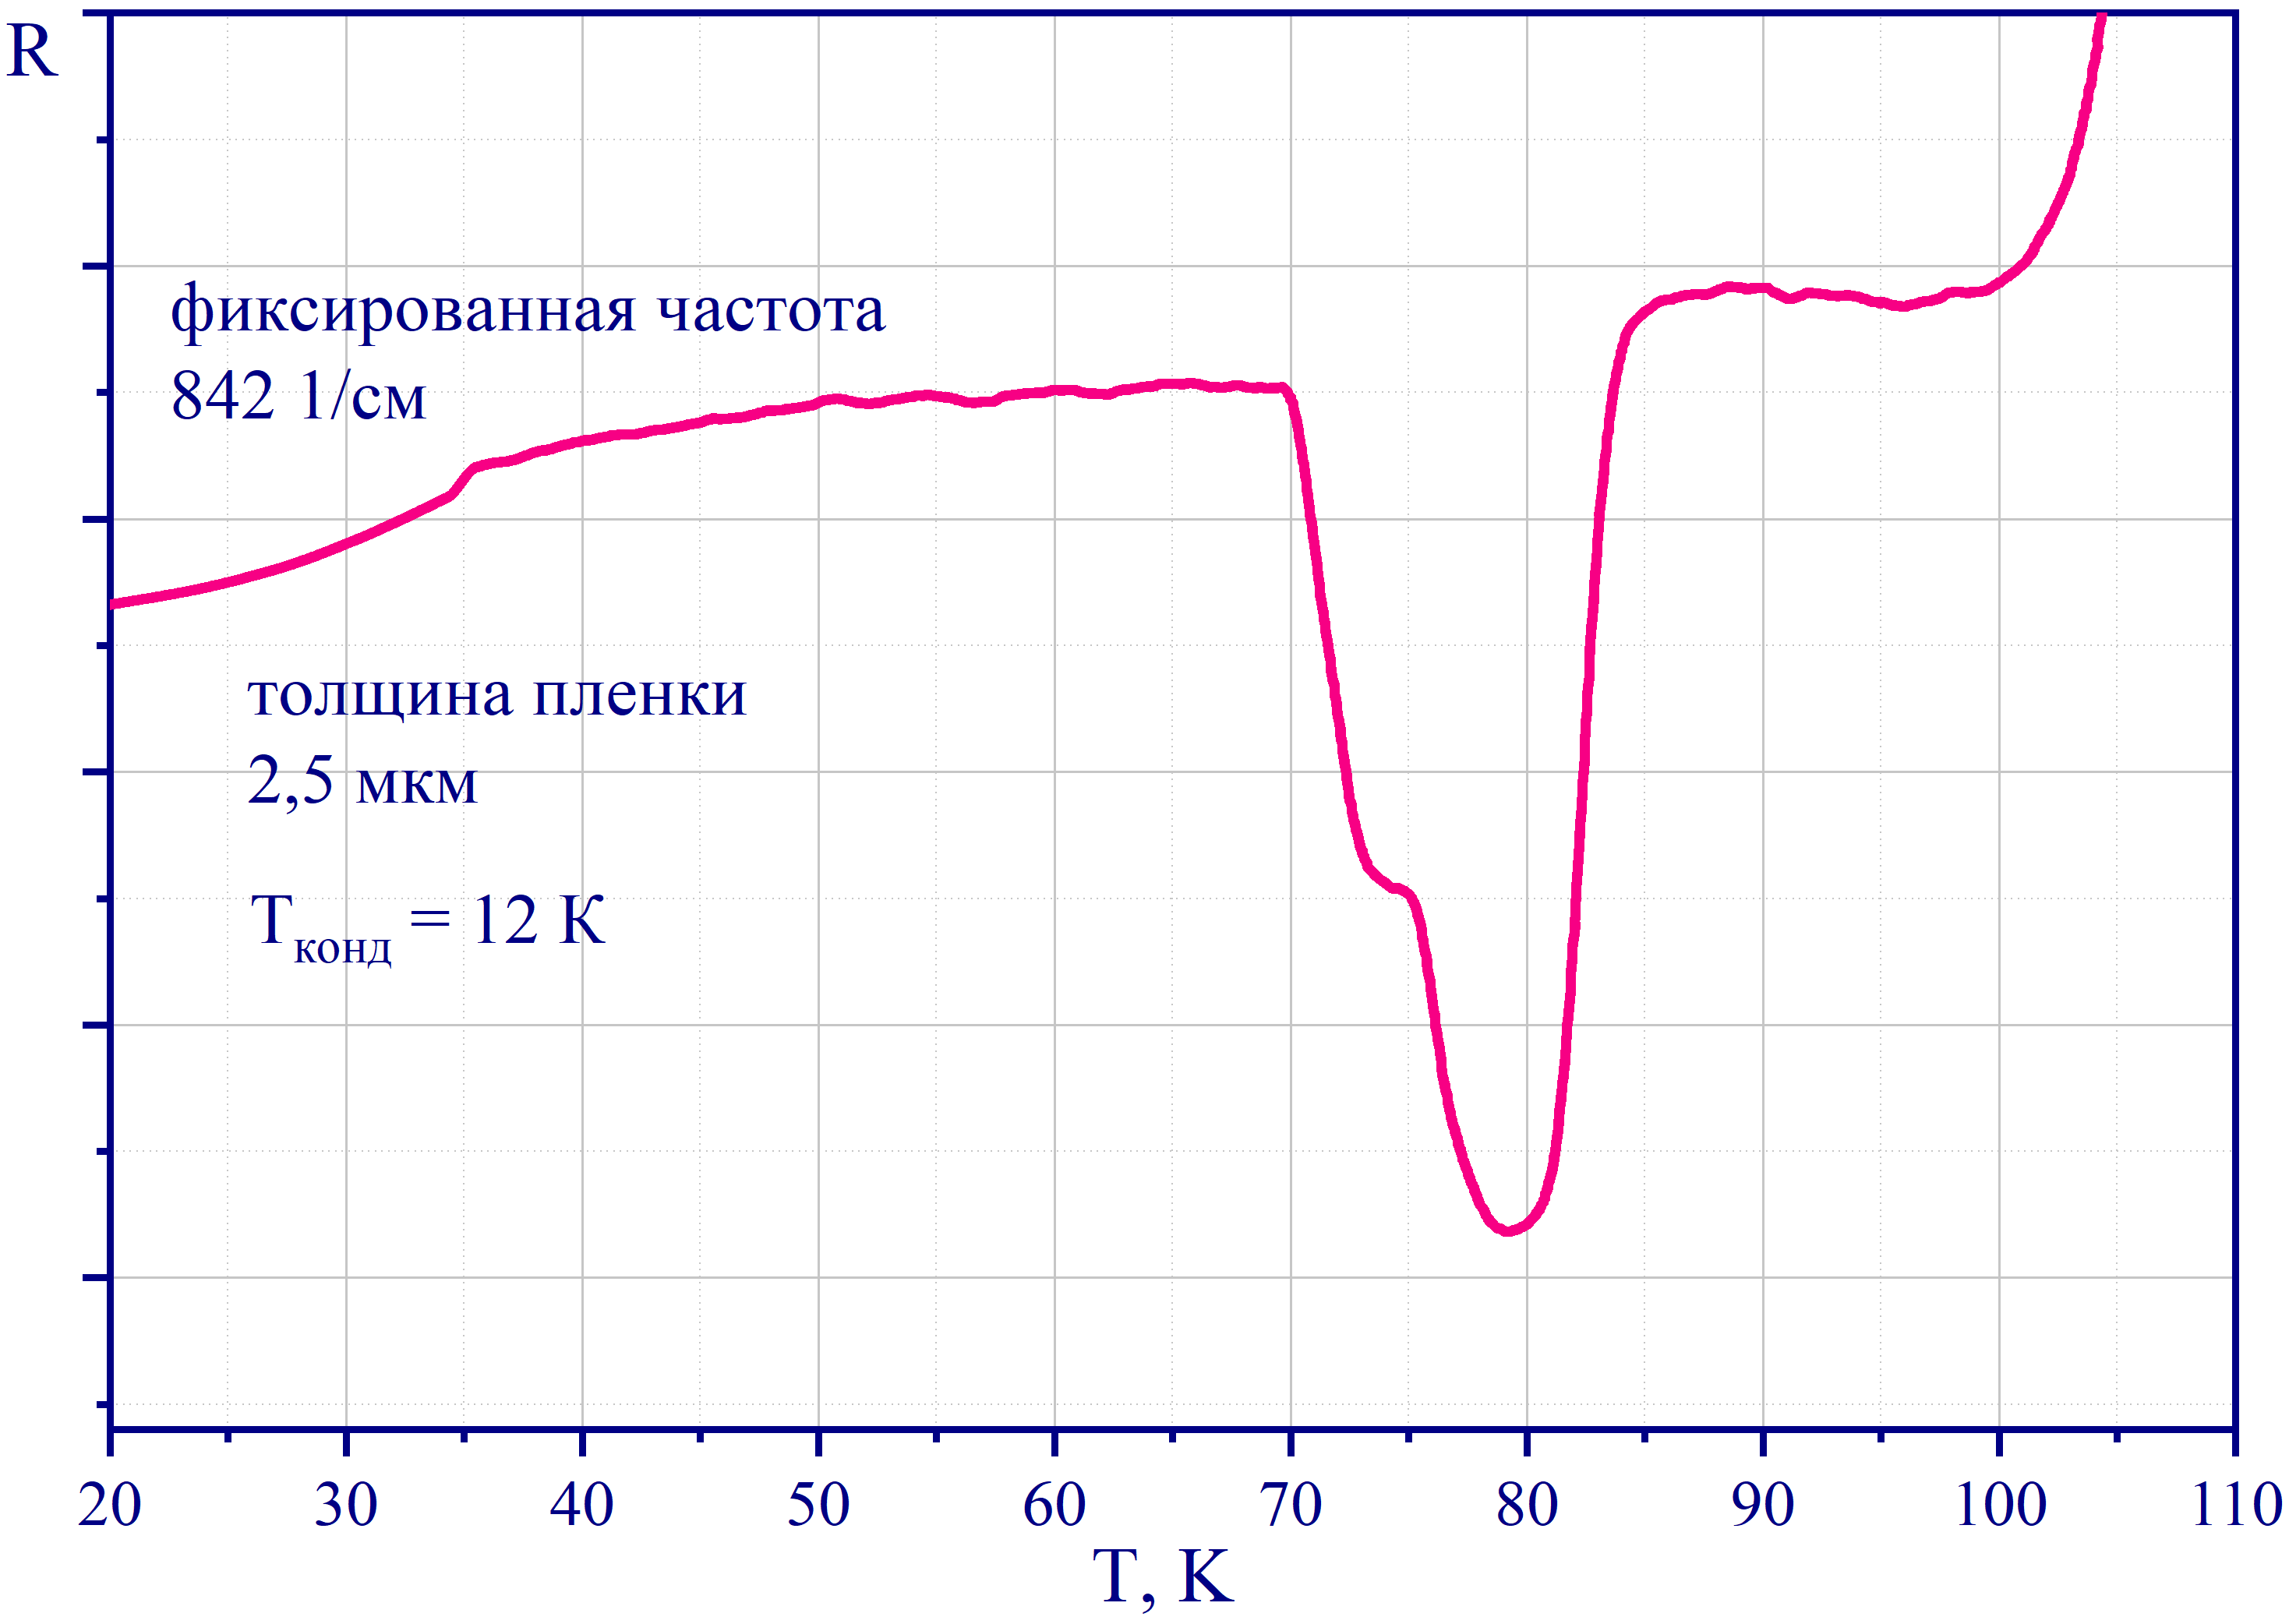 R
фиксированная частота
842 1/см
толщина пленки
2,5 мкм
Tконд = 12 К
20 30 40 50 60 70 80 90 100 110
T, K